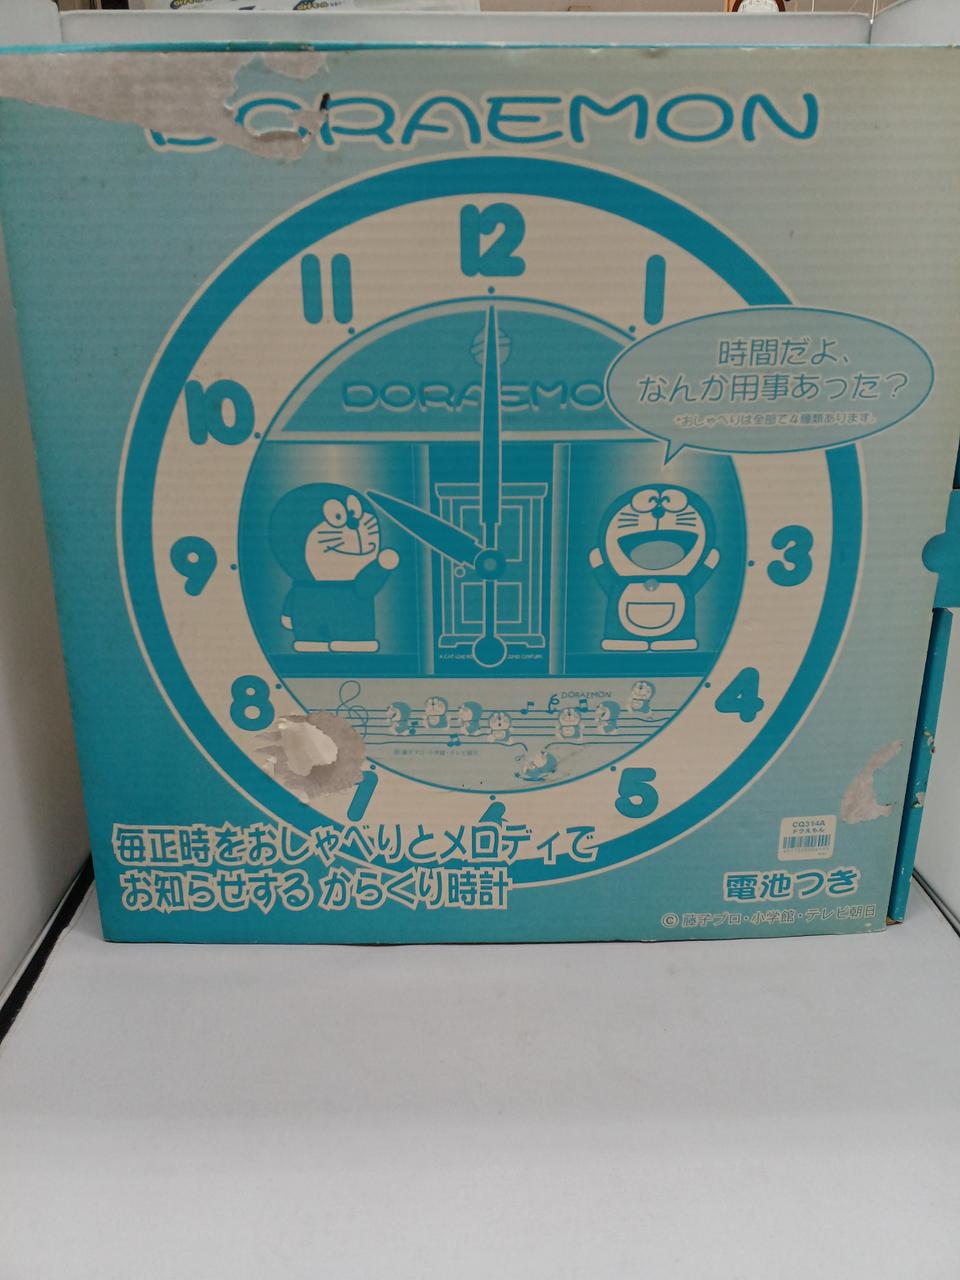 DORAEMON
12
11
1
10
時間だよ、
なんか用事あった?
*おしゃべりは全部で4種類あります。
DORAEMO
9
3
8
4
DORAEMON
7
5
毎正時をおしゃべりとメロディで
お知らせする からくり時計
CQ314A
ドラえもん
電池つき
© 藤子プロ・小学館・テレビ朝日